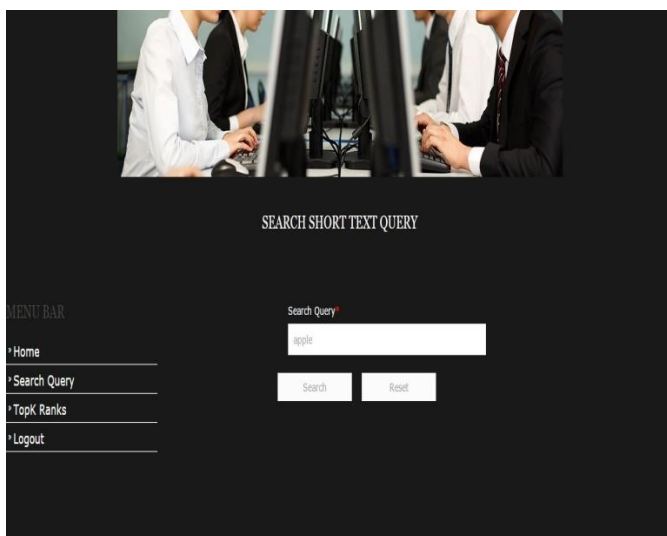 SEARCH SHORT TEXT QUERY
MENU BAR
Home
Search Query
TopK Ranks
Logout
Search Query*
apple
Search Reset